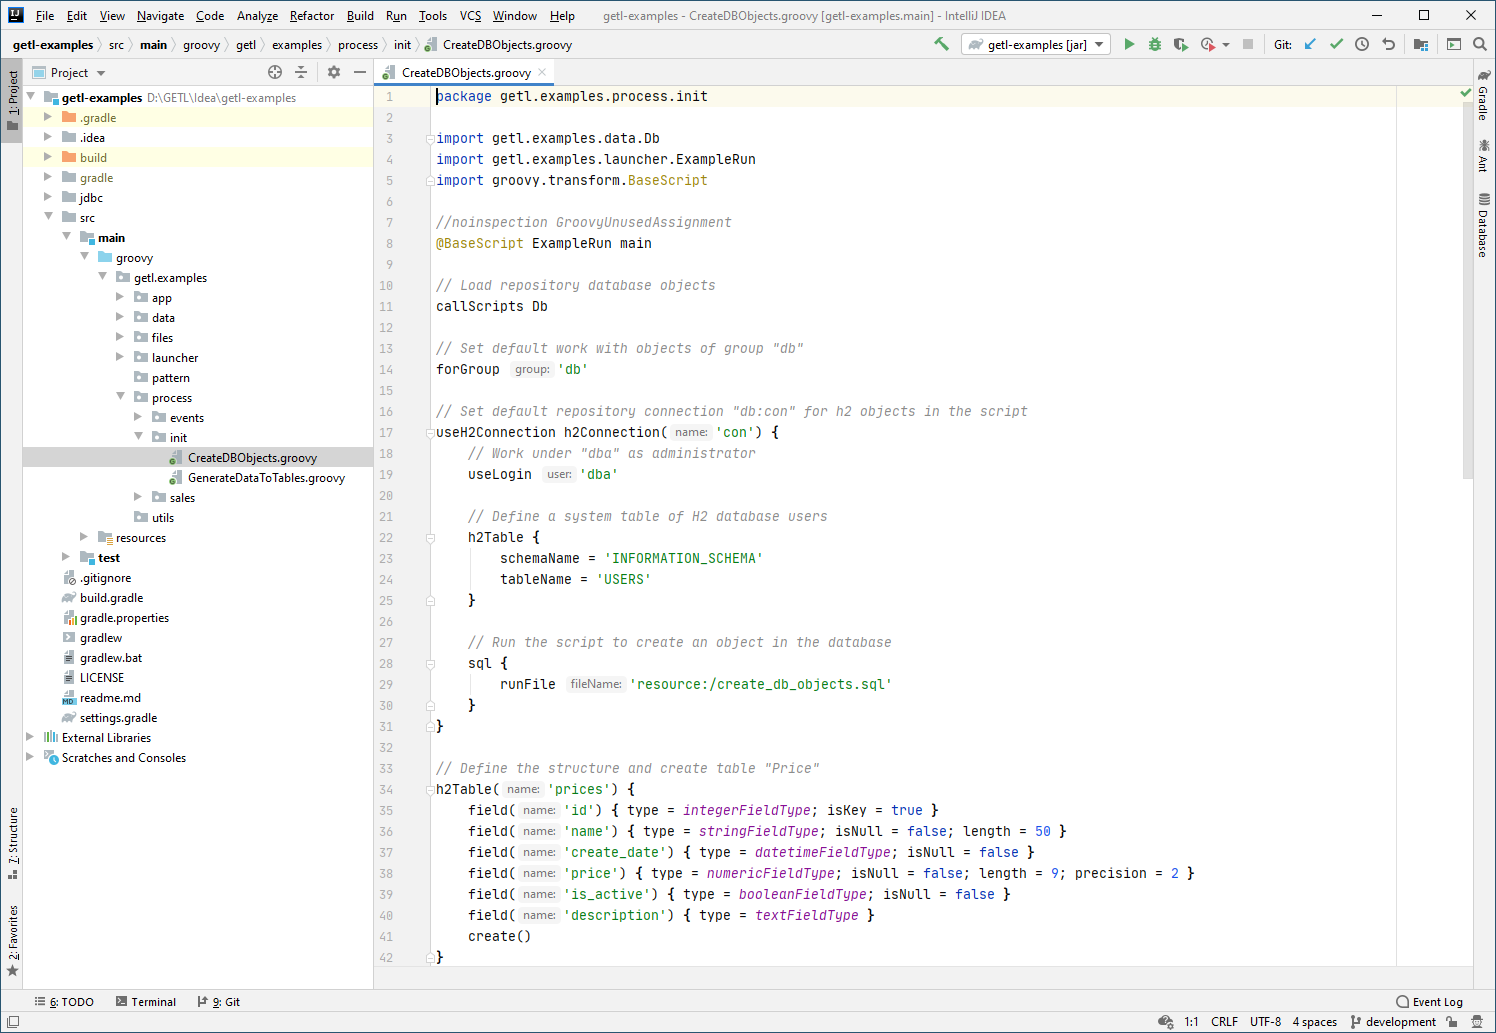 File Edit View Navigate Code Analyze Refactor Build Run Tools VCS Window Help getl-examples - CreateDBObjects.groovy [getl-examples.main] - IntelliJ IDEA
getl-examples src main groovy getl examples process init CreateDBObjects.groovy getl-examples [jar] Git:
Project
CreateDBObjects.groovy
1: Project
7: Structure
2: Favorites
getl-examples D:\GETL\Idea\getl-examples
.gradle
.idea
build
gradle
jdbc
src
main
groovy
getl.examples
app
data
files
launcher
pattern
process
events
init
CreateDBObjects.groovy
GenerateDataToTables.groovy
sales
utils
resources
test
.gitignore
build.gradle
gradle.properties
gradlew
gradlew.bat
LICENSE
readme.md
settings.gradle
External Libraries
Scratches and Consoles
1 package getl.examples.process.init
2
3 import getl.examples.data.Db
4 import getl.examples.launcher.ExampleRun
5 import groovy.transform.BaseScript
6
7 //noinspection GroovyUnusedAssignment
8 @BaseScript ExampleRun main
9
10 // Load repository database objects
11 callScripts Db
12
13 // Set default work with objects of group "db"
14 forGroup group: 'db'
15
16 // Set default repository connection "db:con" for h2 objects in the script
17 useH2Connection h2Connection( name: 'con') {
18 // Work under "dba" as administrator
19 useLogin user: 'dba'
20
21 // Define a system table of H2 database users
22 h2Table {
23 schemaName = 'INFORMATION_SCHEMA'
24 tableName = 'USERS'
25 }
26
27 // Run the script to create an object in the database
28 sql {
29 runFile fileName: 'resource:/create_db_objects.sql'
30 }
31 }
32
33 // Define the structure and create table "Price"
34 h2Table( name: 'prices') {
35 field( name: 'id') { type = integerFieldType; isKey = true }
36 field( name: 'name') { type = stringFieldType; isNull = false; length = 50 }
37 field( name: 'create_date') { type = datetimeFieldType; isNull = false }
38 field( name: 'price') { type = numericFieldType; isNull = false; length = 9; precision = 2 }
39 field( name: 'is_active') { type = booleanFieldType; isNull = false }
40 field( name: 'description') { type = textFieldType }
41 create()
42 }
Gradle
Ant
Database
6: TODO Terminal 9: Git Event Log
1:1 CRLF UTF-8 4 spaces development